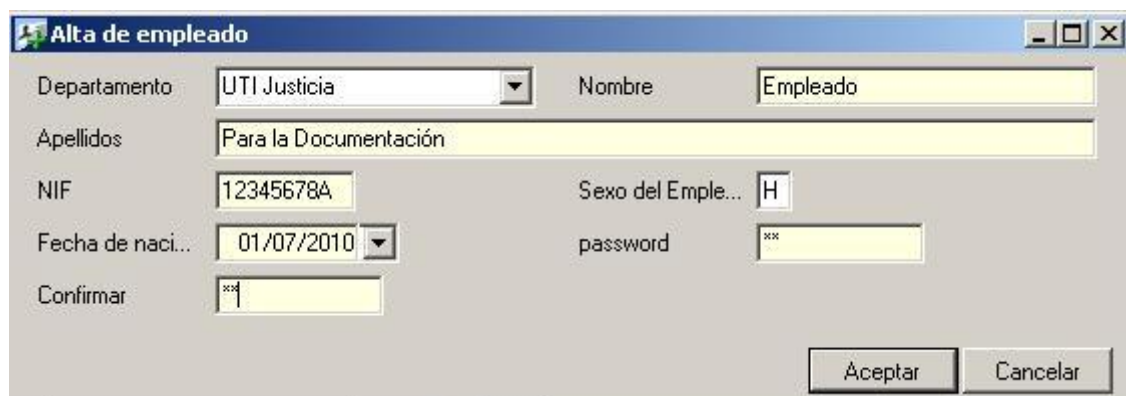 Alta de empleado
Departamento UTI Justicia Nombre Empleado
Apellidos Para la Documentación
NIF 12345678A Sexo del Emple... H
Fecha de naci... 01/07/2010 password **
Confirmar **
Aceptar Cancelar